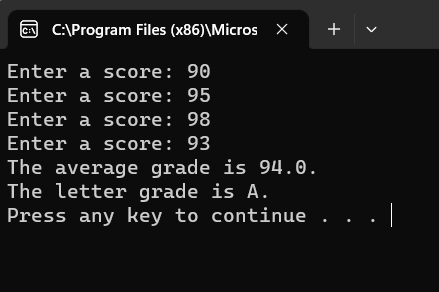 C:\Program Files (x86)\Micros
Enter a score: 90
Enter a score: 95
Enter a score: 98
Enter a score: 93
The average grade is 94.0.
The letter grade is A.
Press any key to continue . . .